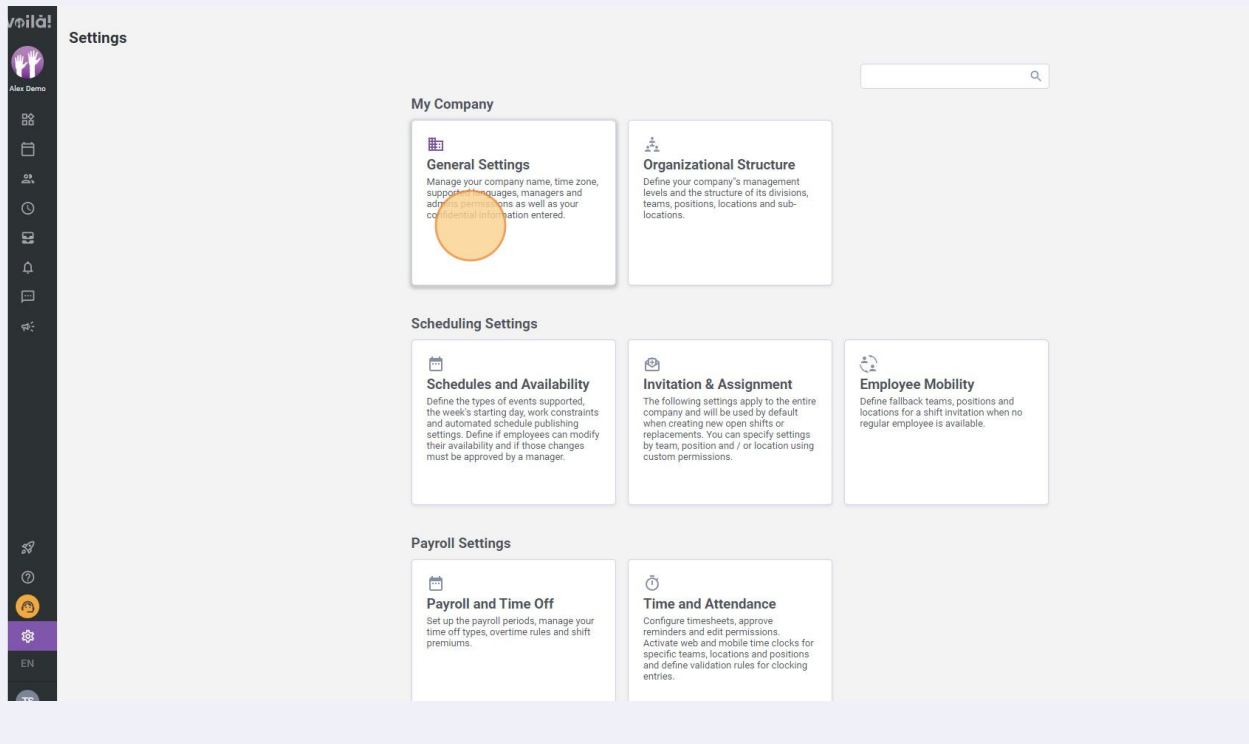 voilà!
Settings
Alex Demo
My Company
General Settings
Manage your company name, time zone,
supported languages, managers and
admins permissions as well as your
confidential information entered.
Organizational Structure
Define your company"s management
levels and the structure of its divisions,
teams, positions, locations and sub-
locations.
Scheduling Settings
Schedules and Availability
Define the types of events supported,
the week's starting day, work constraints
and automated schedule publishing
settings. Define if employees can modify
their availability and if those changes
must be approved by a manager.
Invitation & Assignment
The following settings apply to the entire
company and will be used by default
when creating new open shifts or
replacements. You can specify settings
by team, position and / or location using
custom permissions.
Employee Mobility
Define fallback teams, positions and
locations for a shift invitation when no
regular employee is available.
Payroll Settings
Payroll and Time Off
Set up the payroll periods, manage your
time off types, overtime rules and shift
premiums.
Time and Attendance
Configure timesheets, approve
reminders and edit permissions.
Activate web and mobile time clocks for
specific teams, locations and positions
and define validation rules for clocking
entries.
EN